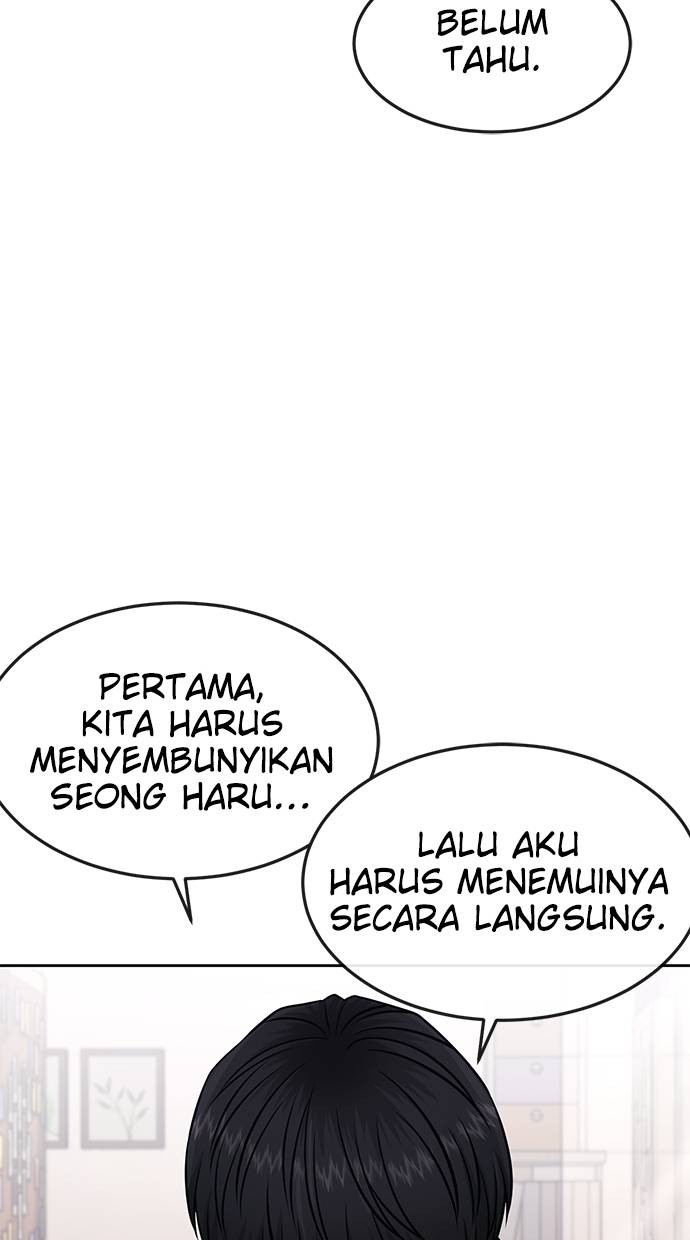 BELUM
TAHU.
PERTAMA,
KITA HARUS
MENYEMBUNYIKAN
SEONG HARU...
LALU AKU
HARUS MENEMUINYA
SECARA LANGSUNG.